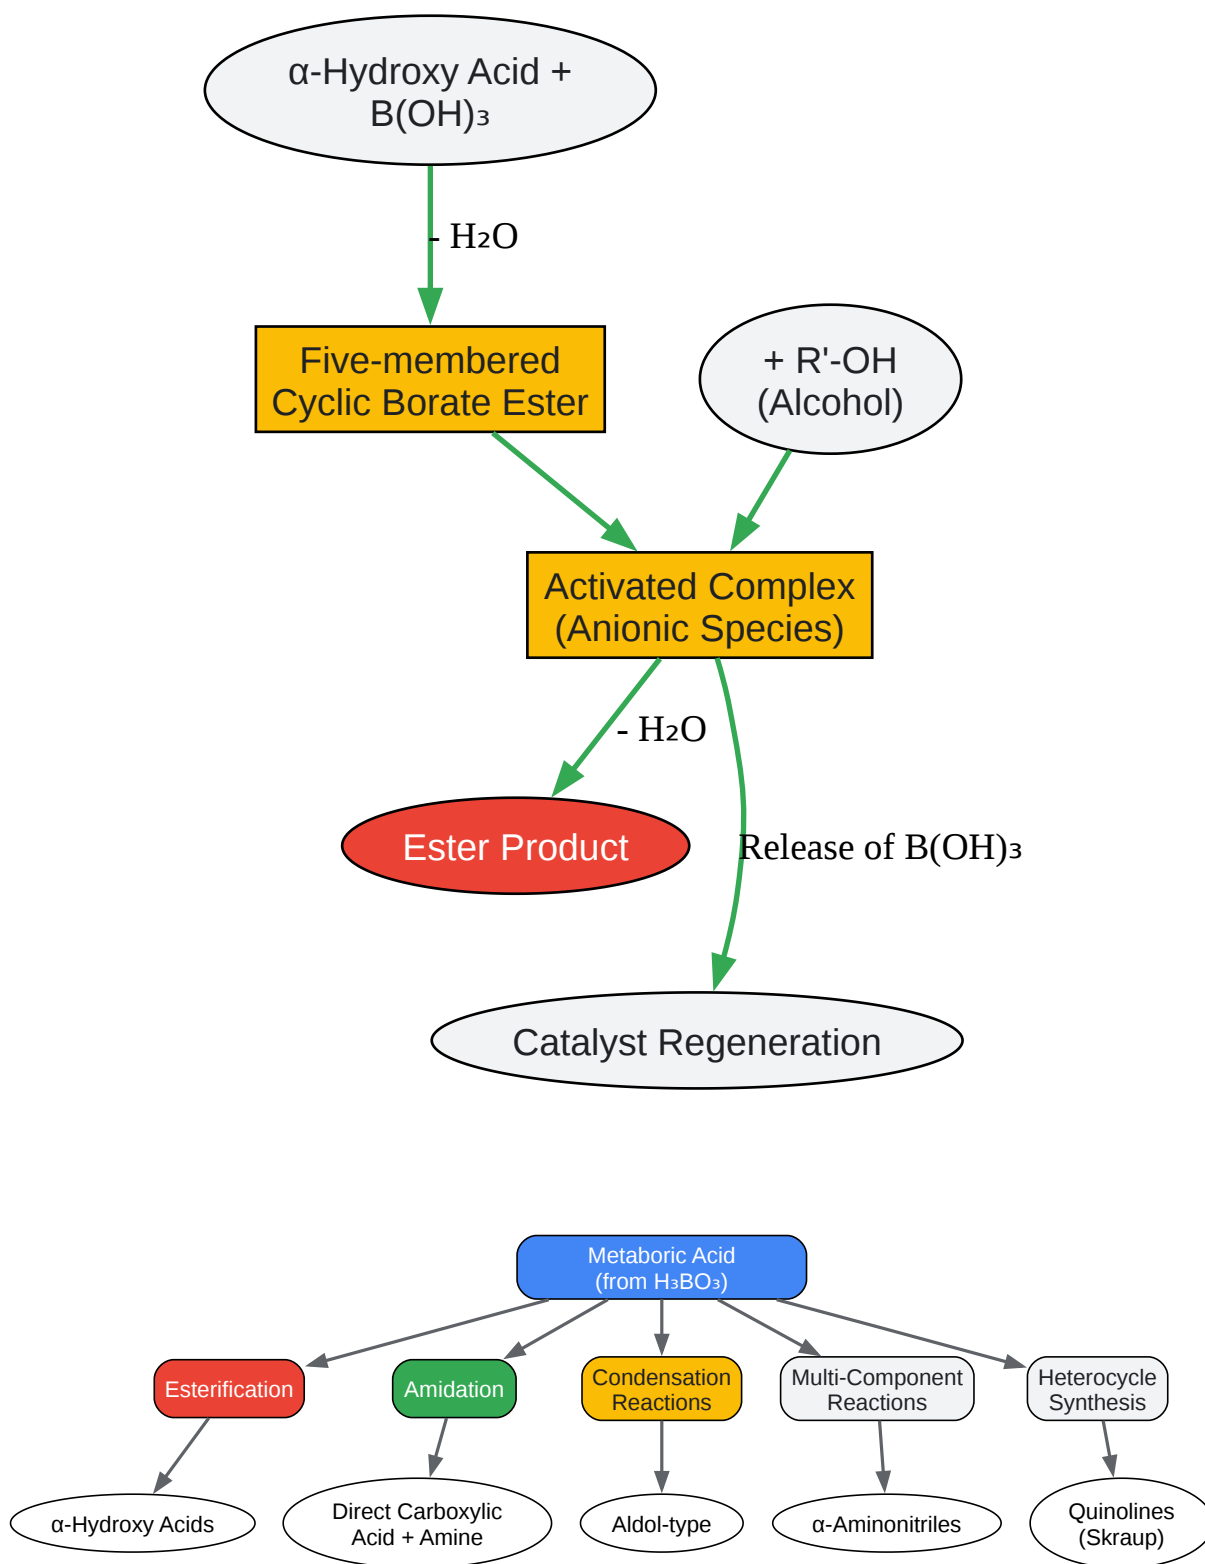 α-Hydroxy Acid +
B(OH)₃
- H₂O
Five-membered
Cyclic Borate Ester
+ R'-OH
(Alcohol)
Activated Complex
(Anionic Species)
- H₂O
Ester Product
Release of B(OH)₃
Catalyst Regeneration
Metaboric Acid
(from H₃BO₃)
Esterification
Amidation
Condensation
Reactions
Multi-Component
Reactions
Heterocycle
Synthesis
α-Hydroxy Acids
Direct Carboxylic
Acid + Amine
Aldol-type
α-Aminonitriles
Quinolines
(Skraup)